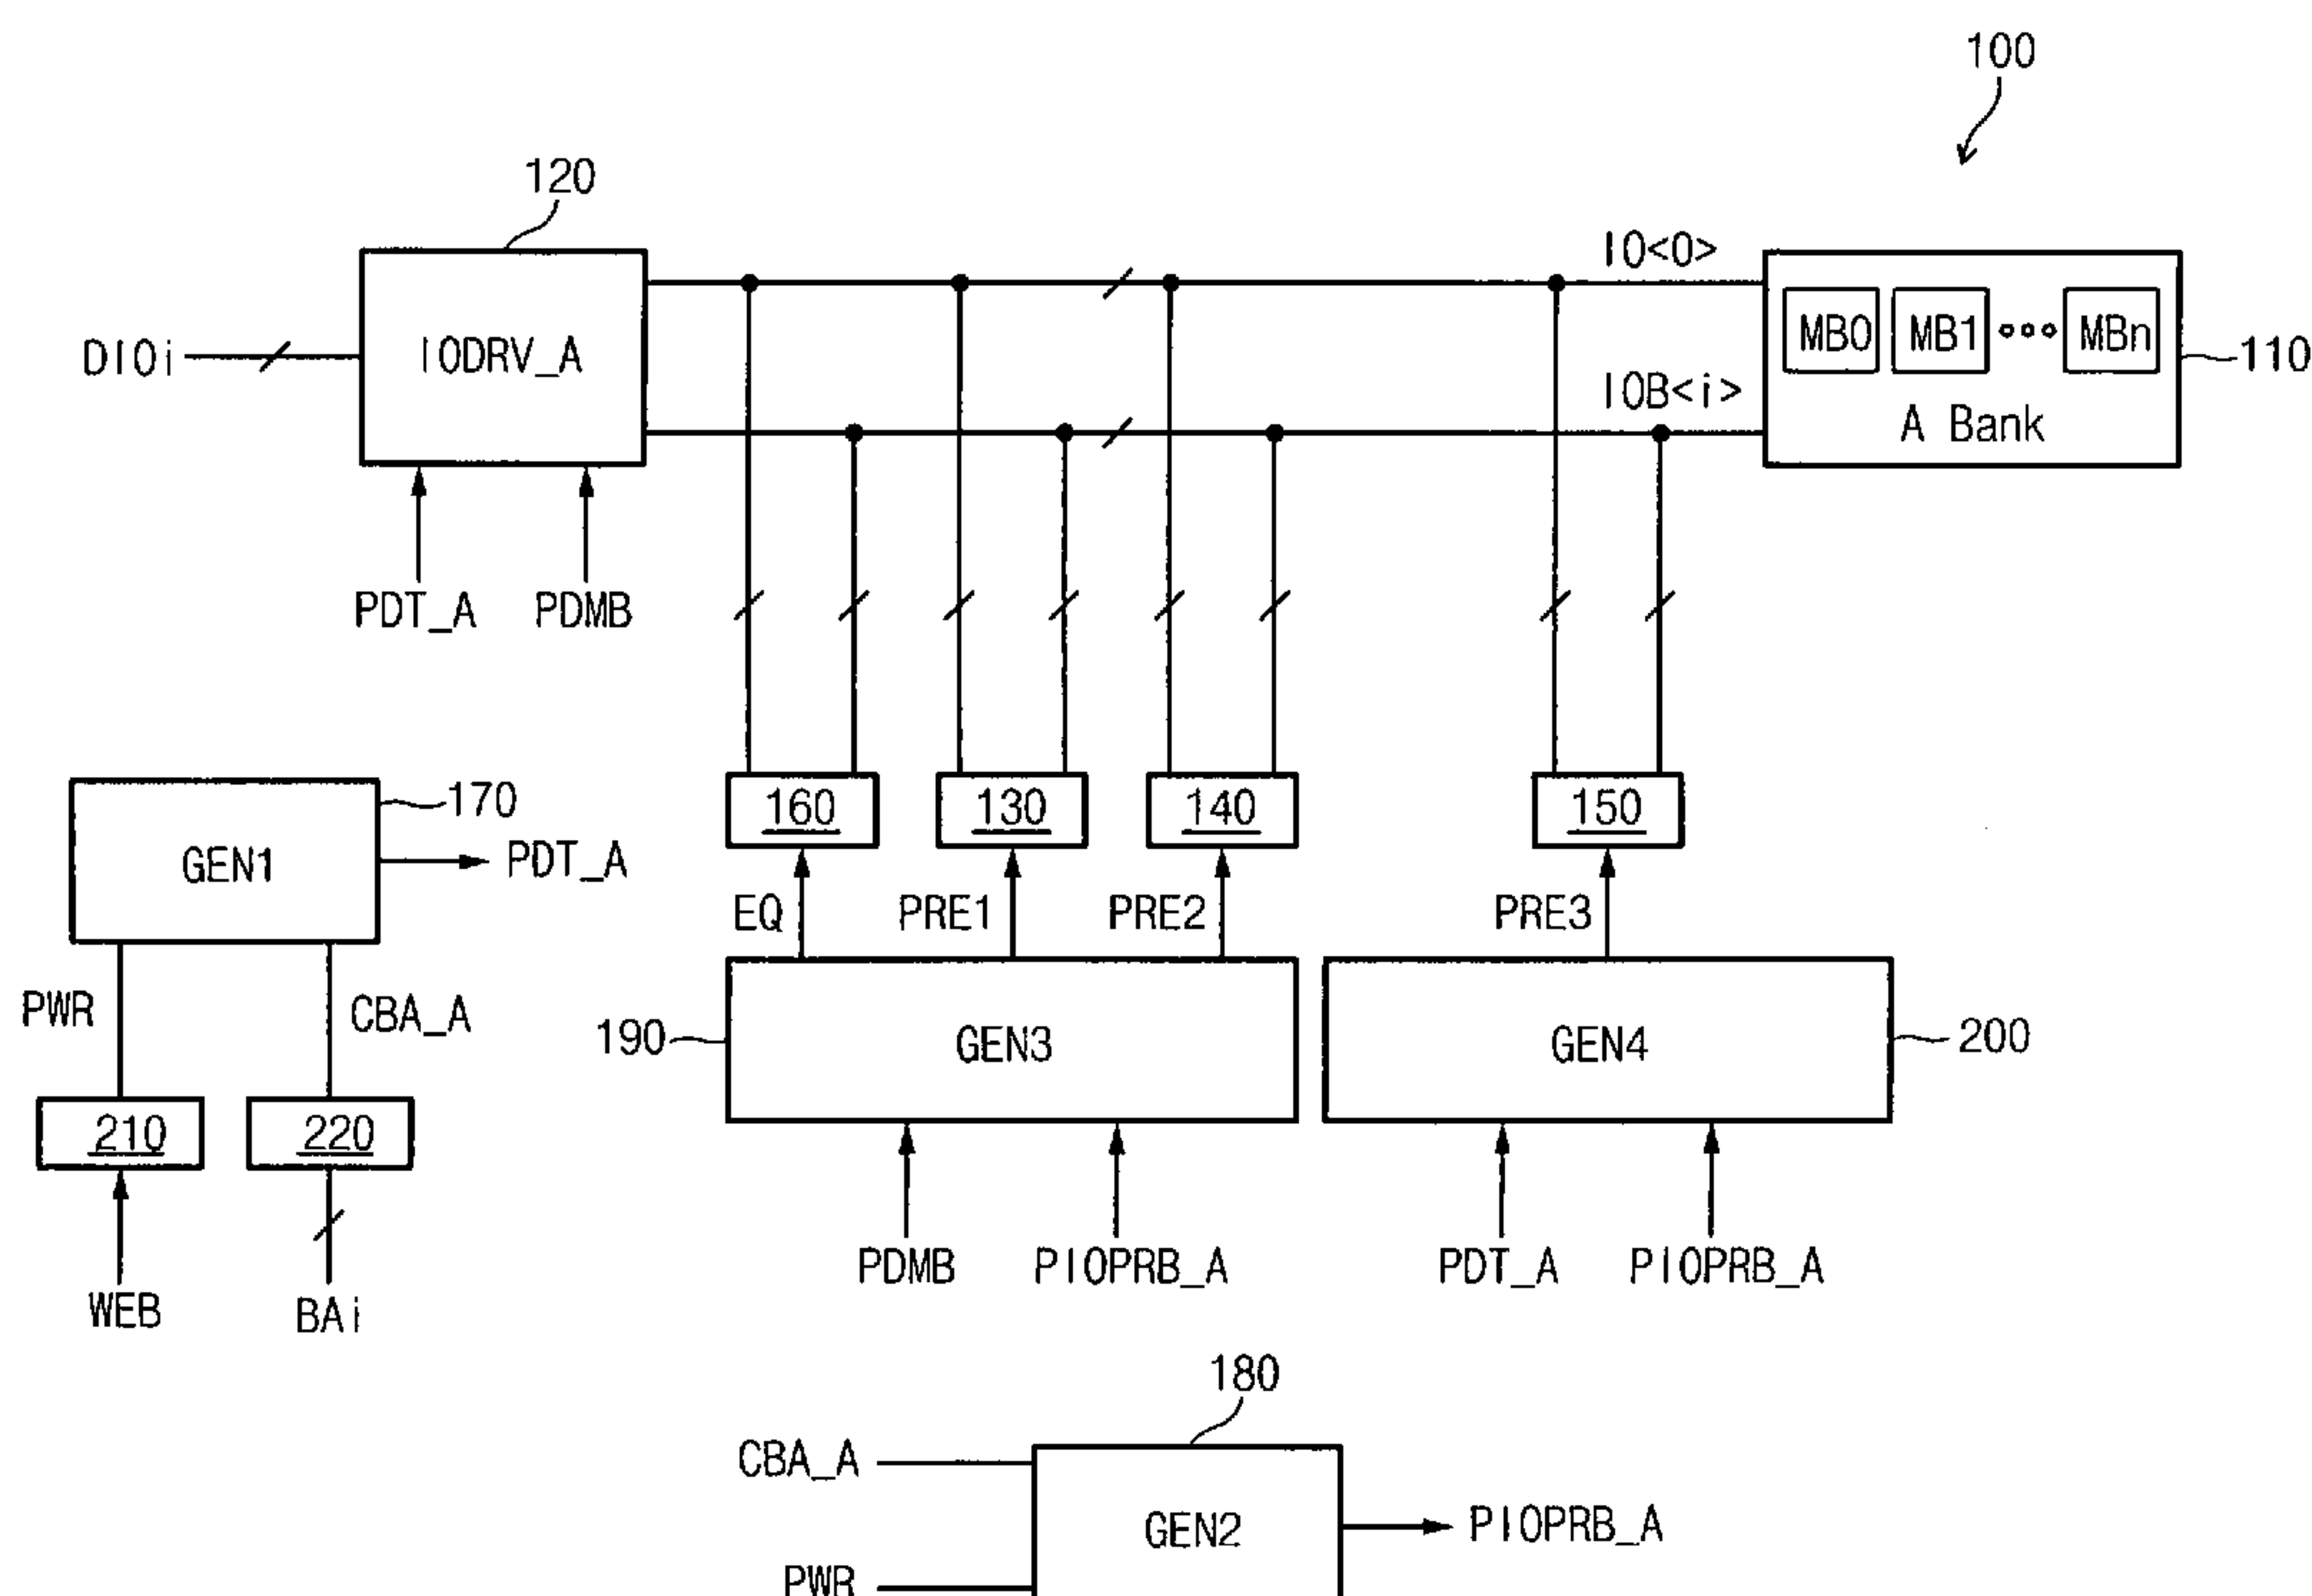 100
120
IO<0>
MB0 MB1 MBn
DIOi
IODRV_A
110
IOB<i>
A Bank
PDT_A PDMB
170
160 130 140 150
GEN1
PDT_A
EQ PRE1 PRE2 PRE3
PWR CBA_A
190 GEN3 GEN4 200
210 220
PDMB PIOPRB_A PDT_A PIOPRB_A
WEB BAi
180
CBA_A
GEN2
PIOPRB_A
PWR